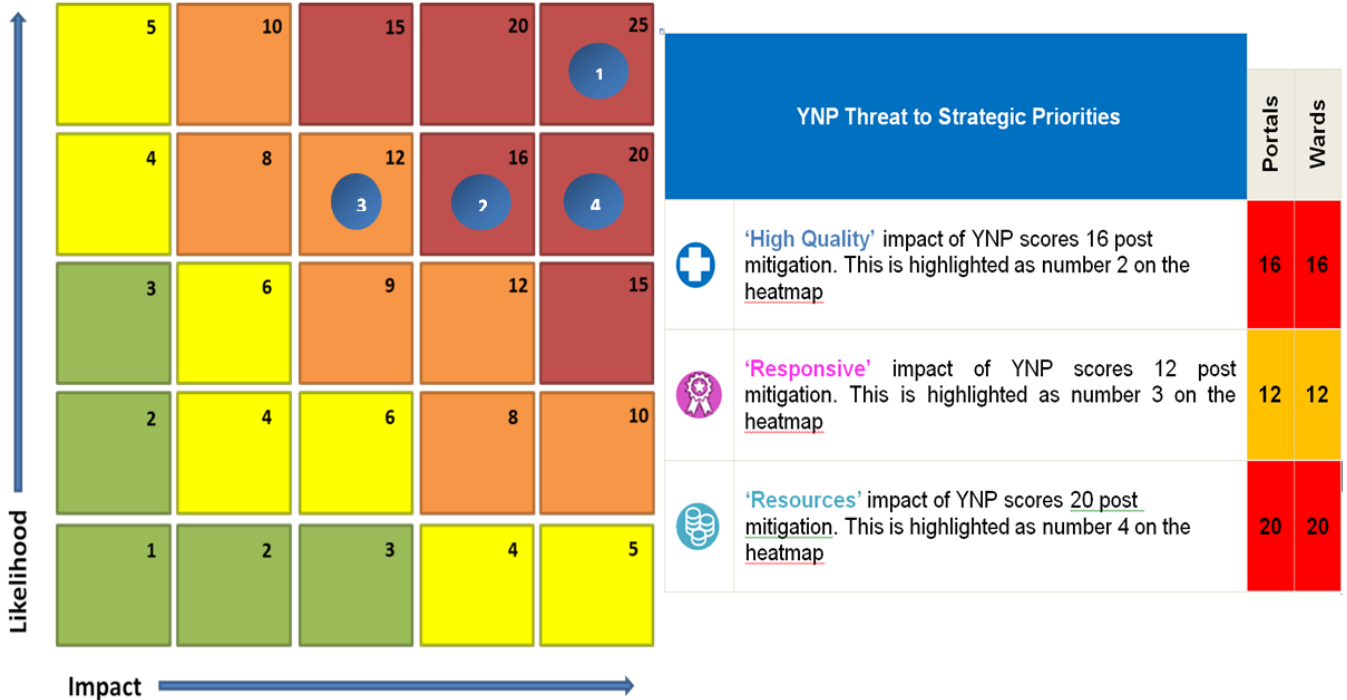 5 10 15 20 25
1
4 8 12 16 20
3 2 4
3 6 9 12 15
2 4 6 8 10
1 2 3 4 5
Likelihood
Impact
YNP Threat to Strategic Priorities
Portals
Wards
‘High Quality’ impact of YNP scores 16 post
mitigation. This is highlighted as number 2 on the
heatmap
16 16
‘Responsive’ impact of YNP scores 12 post
mitigation. This is highlighted as number 3 on the
heatmap
12 12
‘Resources’ impact of YNP scores 20 post
mitigation. This is highlighted as number 4 on the
heatmap
20 20